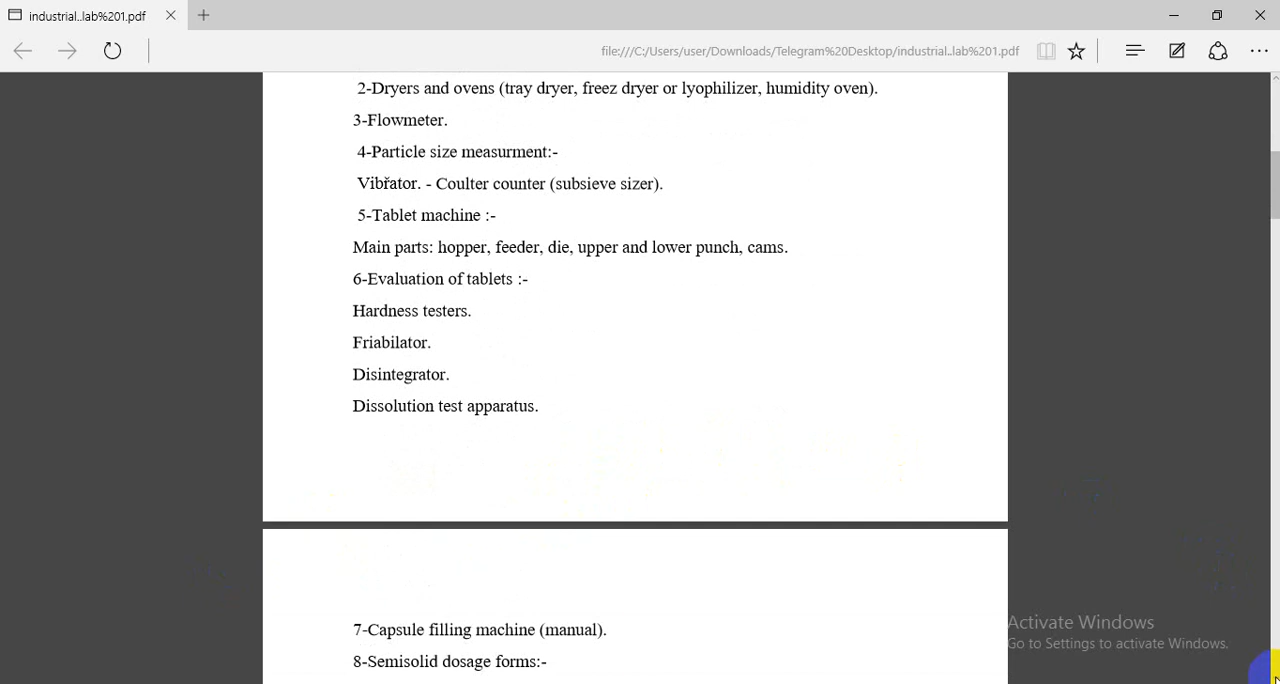 industrial..lab%201.pdf
file:///C:/Users/user/Downloads/Telegram%20Desktop/industrial..lab%201.pdf
2-Dryers and ovens (tray dryer, freez dryer or lyophilizer, humidity oven).
3-Flowmeter.
4-Particle size measurment:-
Vibřator. - Coulter counter (subsieve sizer).
5-Tablet machine :-
Main parts: hopper, feeder, die, upper and lower punch, cams.
6-Evaluation of tablets :-
Hardness testers.
Friabilator.
Disintegrator.
Dissolution test apparatus.
7-Capsule filling machine (manual).
8-Semisolid dosage forms:-
Activate Windows
Go to Settings to activate Windows.